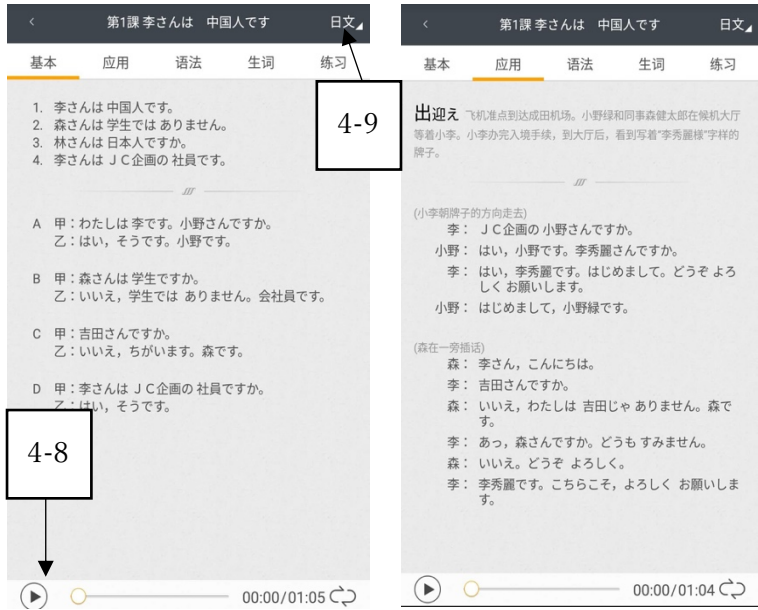 第1課 李さんは 中国人です
日文
基本 应用 语法 生词 练习
4-9
1. 李さんは 中国人です。
2. 森さんは 学生では ありません。
3. 林さんは 日本人ですか。
4. 李さんは JC企画の 社員です。
A 甲：わたしは 李です。小野さんですか。
乙：はい，そうです。小野です。
B 甲：森さんは 学生ですか。
乙：いいえ，学生では ありません。会社員です。
C 甲：吉田さんですか。
乙：いいえ，ちがいます。森です。
D 甲：李さんは JC企画の 社員ですか。
乙：はい，そうです。
4-8
00:00/01:05
第1課 李さんは 中国人です
日文
基本 应用 语法 生词 练习
出迎え 飞机准点到达成田机场。小野绿和同事森健太郎在候机大厅
等着小李。小李办完入境手续，到大厅后，看到写着"李秀麗様"字样的
牌子。
(小李朝牌子的方向走去)
李： JC企画の 小野さんですか。
小野： はい，小野です。李秀麗さんですか。
李： はい，李秀麗です。はじめまして。どうぞ よろ
しく お願いします。
小野： はじめまして，小野緑です。
(森在一旁插话)
森： 李さん，こんにちは。
李： 吉田さんですか。
森： いいえ，わたしは 吉田じゃ ありません。森で
す。
李： あっ，森さんですか。どうも すみません。
森： いいえ。どうぞ よろしく。
李： 李秀麗です。こちらこそ，よろしく お願いしま
す。
00:00/01:04